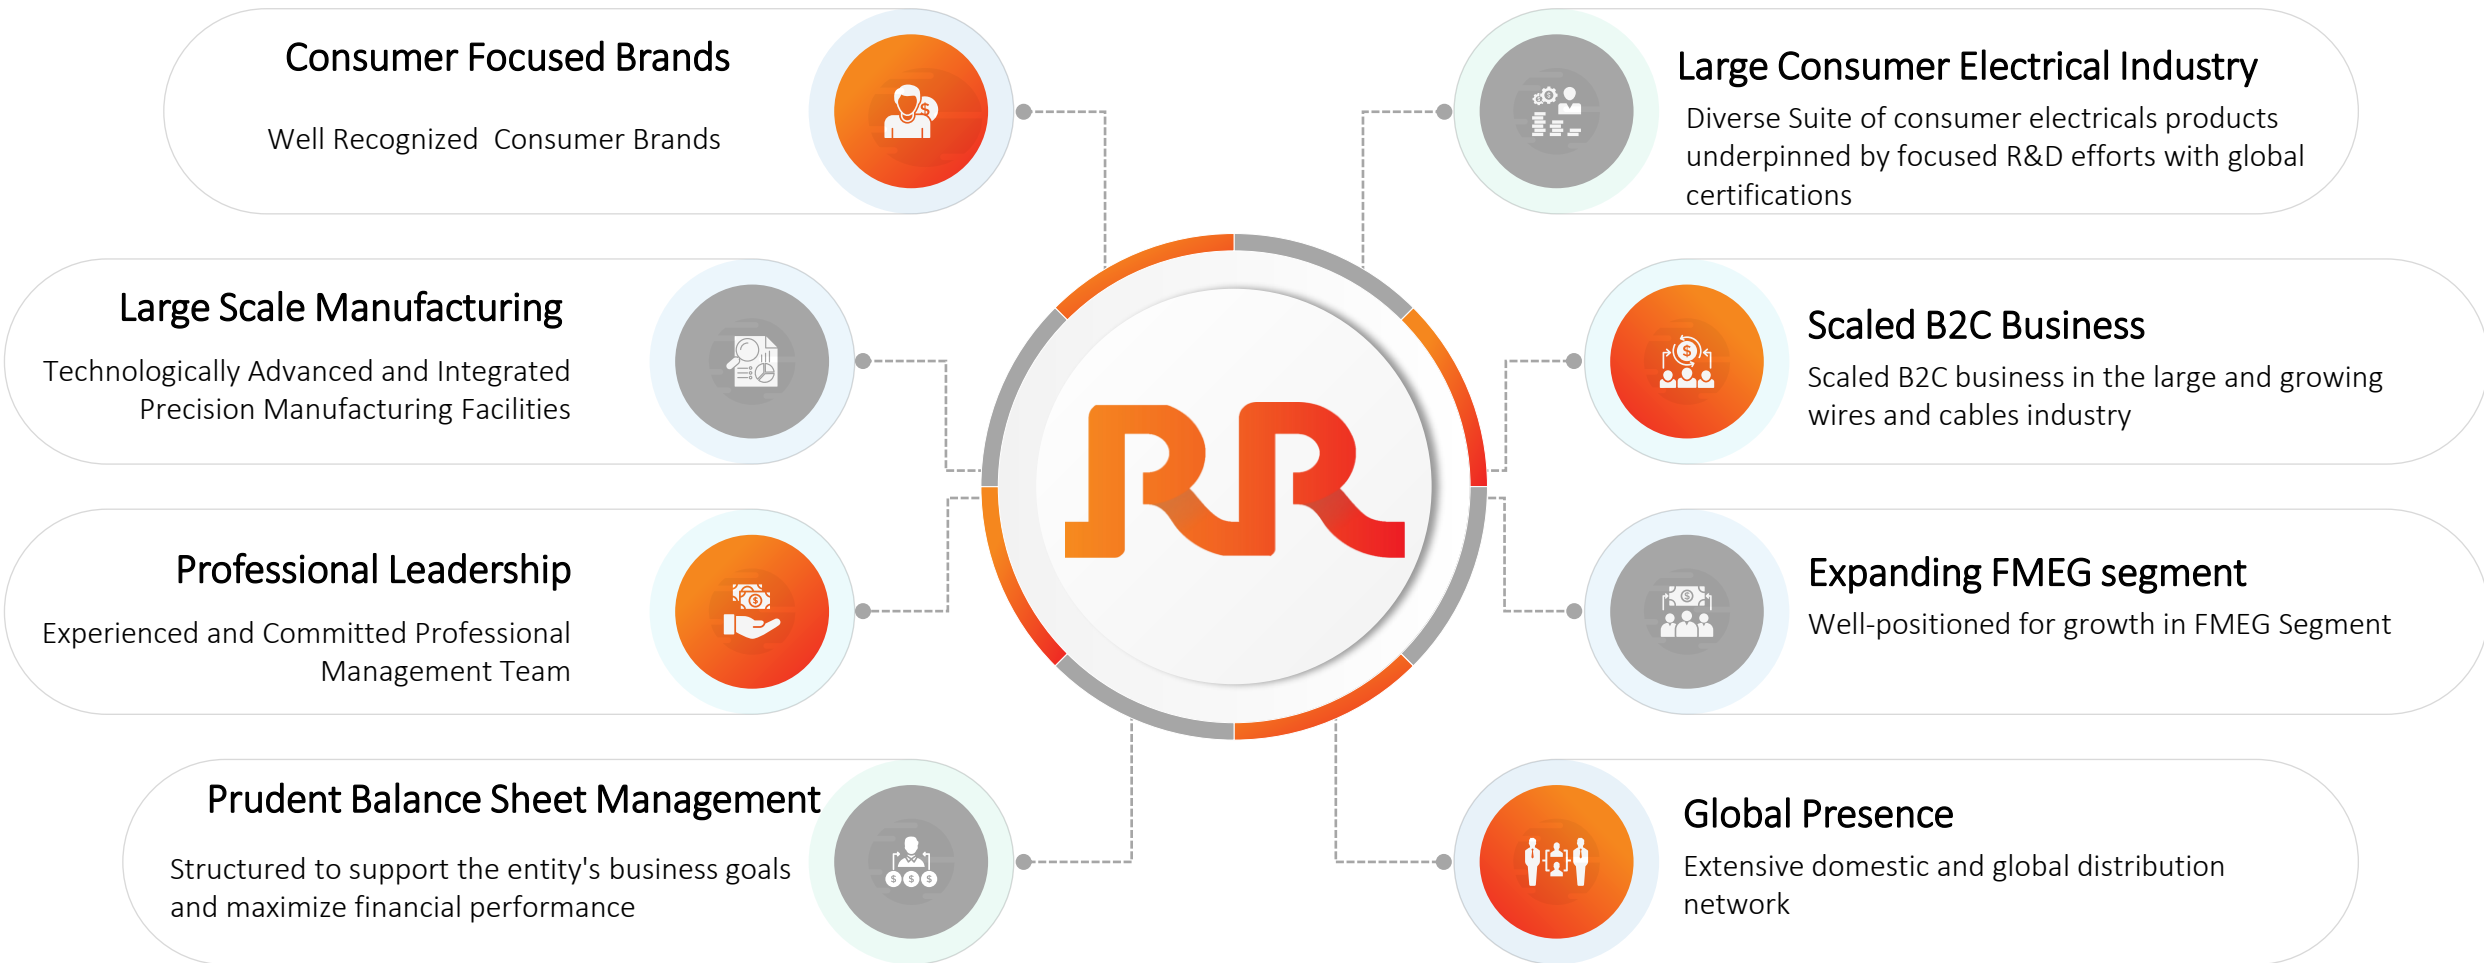 Consumer Focused Brands
Well Recognized  Consumer Brands
Large Scale Manufacturing
Technologically Advanced and Integrated
Precision Manufacturing Facilities
Professional Leadership
Experienced and Committed Professional
Management Team
Prudent Balance Sheet Management
Structured to support the entity's business goals
and maximize financial performance
RR
Large Consumer Electrical Industry
Diverse Suite of consumer electricals products
underpinned by focused R&D efforts with global
certifications
Scaled B2C Business
Scaled B2C business in the large and growing
wires and cables industry
Expanding FMEG segment
Well-positioned for growth in FMEG Segment
Global Presence
Extensive domestic and global distribution
network